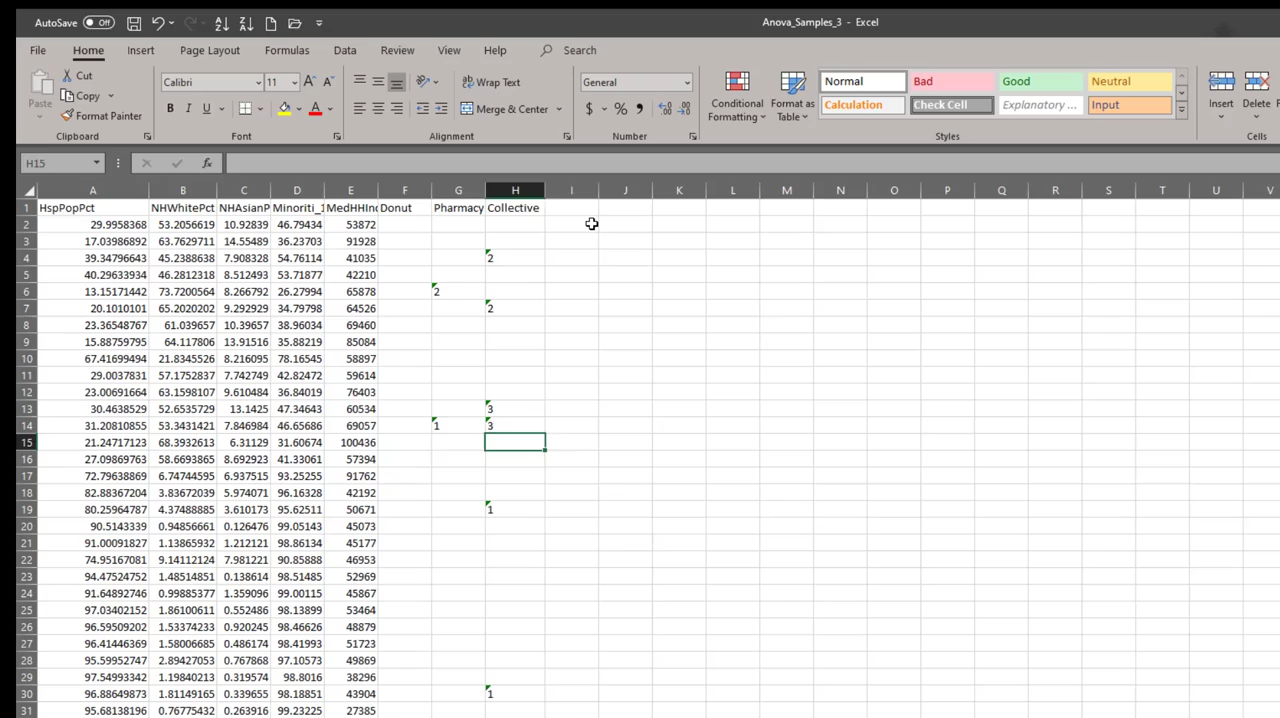 AutoSave Off Anova_Samples_3 - Excel
File Home Insert Page Layout Formulas Data Review View Help Search
Cut Calibri 11 Wrap Text General Normal Bad Good Neutral
Paste Copy Conditional Formatting Format as Table Calculation Check Cell Explanatory ... Input Insert Delete
Format Painter B I U Merge & Center $ % 9
Clipboard Font Alignment Number Styles Cells
H15 fx
A B C D E F G H I J K L M N O P Q R S T U V
1 HspPopPct NHWhitePct NHAsianP Minoriti_1 MedHHInc Donut Pharmacy Collective
2 29.9958368 53.2056619 10.92839 46.79434 53872
3 17.03986892 63.7629711 14.55489 36.23703 91928
4 39.34796643 45.2388638 7.908328 54.76114 41035 2
5 40.29633934 46.2812318 8.512493 53.71877 42210
6 13.15171442 73.7200564 8.266792 26.27994 65878 2
7 20.1010101 65.2020202 9.292929 34.79798 64526 2
8 23.36548767 61.039657 10.39657 38.96034 69460
9 15.88759795 64.117806 13.91516 35.88219 85084
10 67.41699494 21.8345526 8.216095 78.16545 58897
11 29.0037831 57.1752837 7.742749 42.82472 59614
12 23.00691664 63.1598107 9.610484 36.84019 76403
13 30.4638529 52.6535729 13.1425 47.34643 60534 3
14 31.20810855 53.3431421 7.846984 46.65686 69057 1 3
15 21.24717123 68.3932613 6.31129 31.60674 100436
16 27.09869763 58.6693865 8.692923 41.33061 57394
17 72.79638869 6.74744595 6.937515 93.25255 91762
18 82.88367204 3.83672039 5.974071 96.16328 42192
19 80.25964787 4.37488765 3.610173 95.62511 50671 1
20 90.5143339 0.94856661 0.126476 99.05143 45073
21 91.00091827 1.13865932 1.212121 98.86134 45177
22 74.95167081 9.14112124 7.981221 90.85888 46953
23 94.47524752 1.48514851 0.138614 98.51485 52969
24 91.64892746 0.99885377 1.359096 99.00115 45867
25 97.03402152 1.86100611 0.552486 98.13899 53464
26 96.59509202 1.53374233 0.920245 98.46626 48879
27 96.41446369 1.58006685 0.486174 98.41993 51723
28 95.59952747 2.89427053 0.767868 97.10573 49869
29 97.54993342 1.19840213 0.319574 98.8016 38296
30 96.88649873 1.81149165 0.339655 98.18851 43904 1
31 95.68138196 0.76775432 0.263916 99.23225 27385